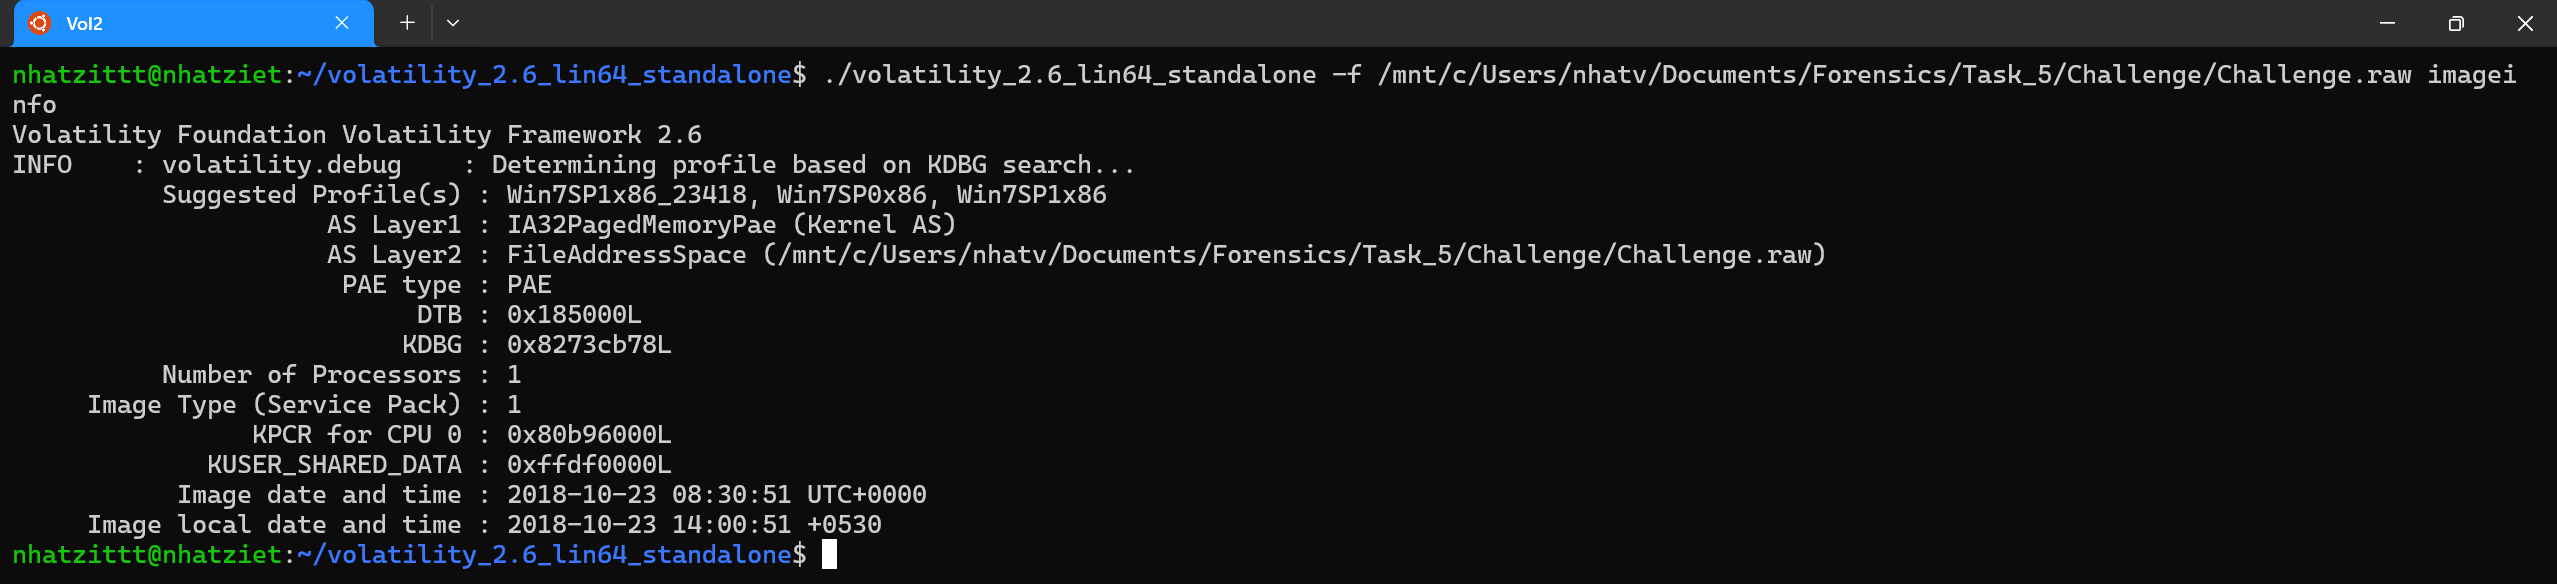 Vol2
nhatzittt@nhatziet:~/volatility_2.6_lin64_standalone$ ./volatility_2.6_lin64_standalone -f /mnt/c/Users/nhatv/Documents/Forensics/Task_5/Challenge/Challenge.raw imagei
nfo
Volatility Foundation Volatility Framework 2.6
INFO    : volatility.debug    : Determining profile based on KDBG search...
          Suggested Profile(s) : Win7SP1x86_23418, Win7SP0x86, Win7SP1x86
                     AS Layer1 : IA32PagedMemoryPae (Kernel AS)
                     AS Layer2 : FileAddressSpace (/mnt/c/Users/nhatv/Documents/Forensics/Task_5/Challenge/Challenge.raw)
                      PAE type : PAE
                           DTB : 0x185000L
                          KDBG : 0x8273cb78L
          Number of Processors : 1
     Image Type (Service Pack) : 1
                KPCR for CPU 0 : 0x80b96000L
             KUSER_SHARED_DATA : 0xffdf0000L
           Image date and time : 2018-10-23 08:30:51 UTC+0000
     Image local date and time : 2018-10-23 14:00:51 +0530
nhatzittt@nhatziet:~/volatility_2.6_lin64_standalone$